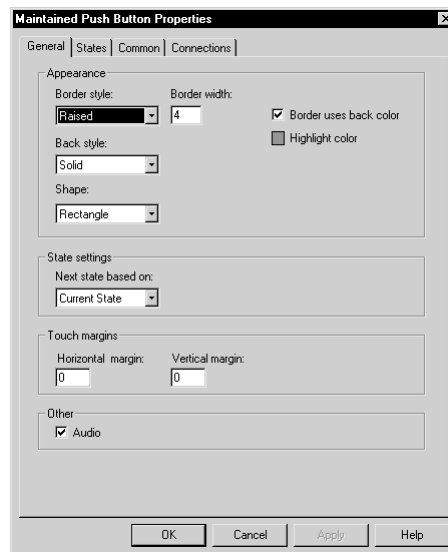 Maintained Push Button Properties
General States Common Connections
Appearance
Border style: Border width:
Raised 4 Border uses back color
Back style: Highlight color
Solid
Shape:
Rectangle
State settings
Next state based on:
Current State
Touch margins
Horizontal margin: Vertical margin:
0 0
Other
Audio
OK Cancel Apply Help